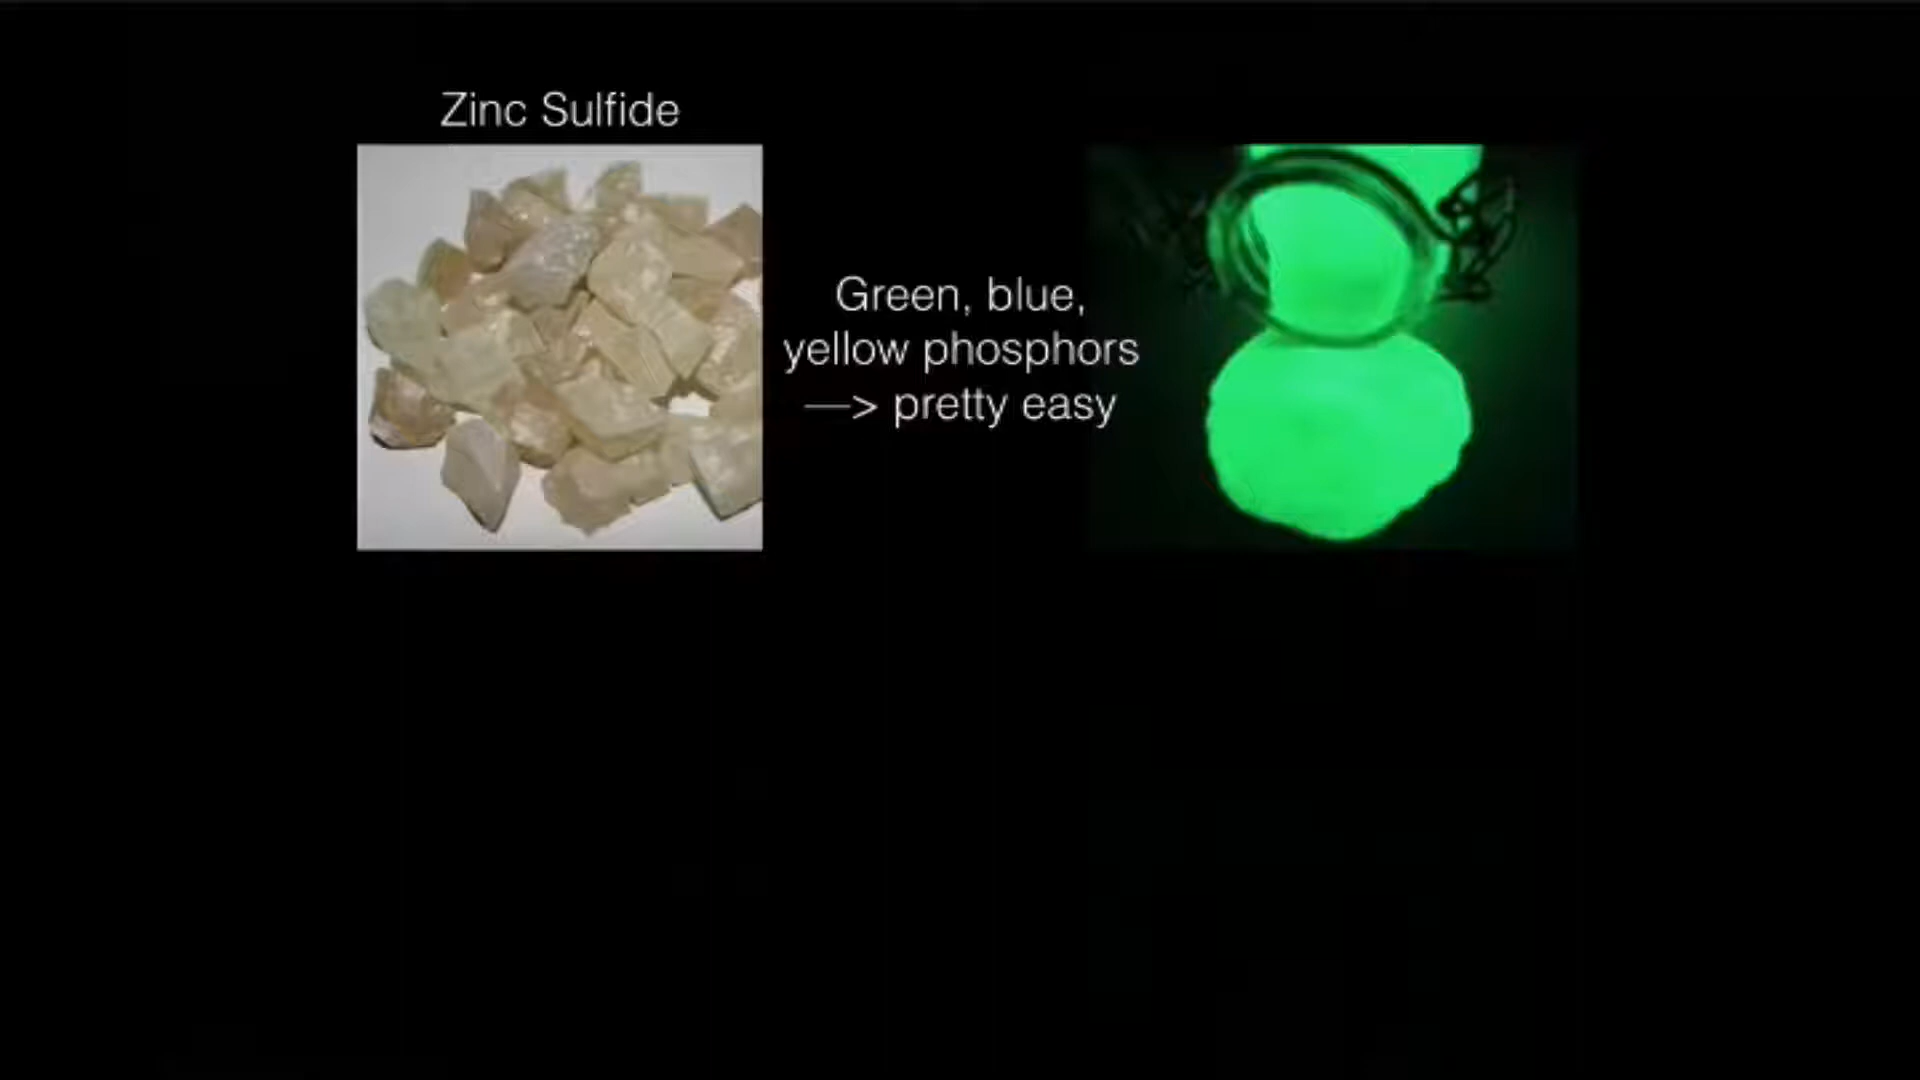 Zinc Sulfide
Green, blue,
yellow phosphors
—> pretty easy